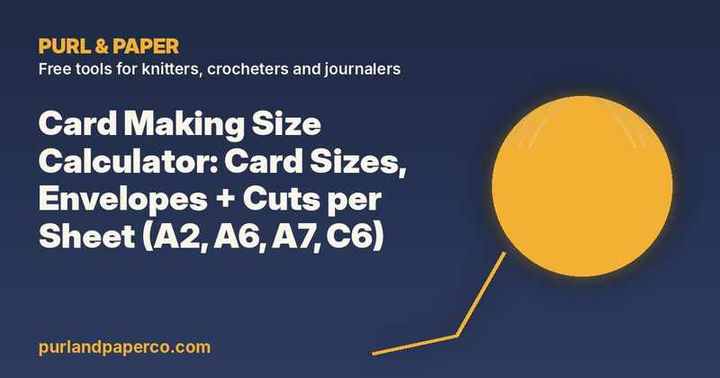 PURL & PAPER
Free tools for knitters, crocheters and journalers
Card Making Size
Calculator: Card Sizes,
Envelopes + Cuts per
Sheet (A2, A6, A7, C6)
purlandpaperco.com